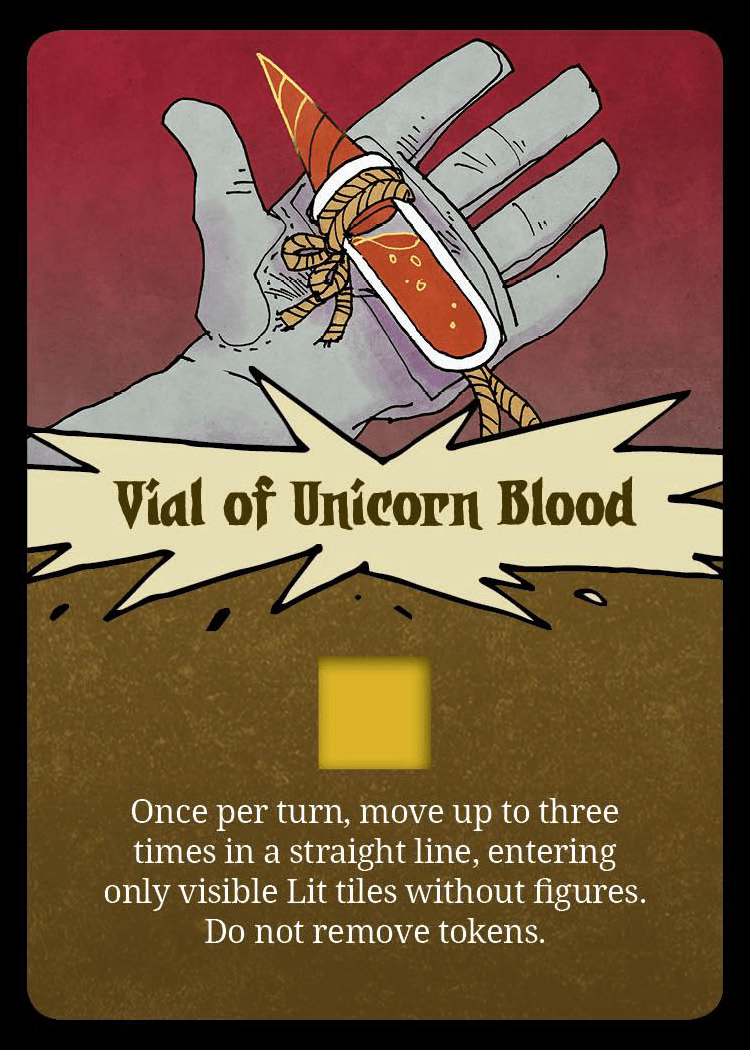 Vial of Unicorn Blood
Once per turn, move up to three
times in a straight line, entering
only visible Lit tiles without figures.
Do not remove tokens.